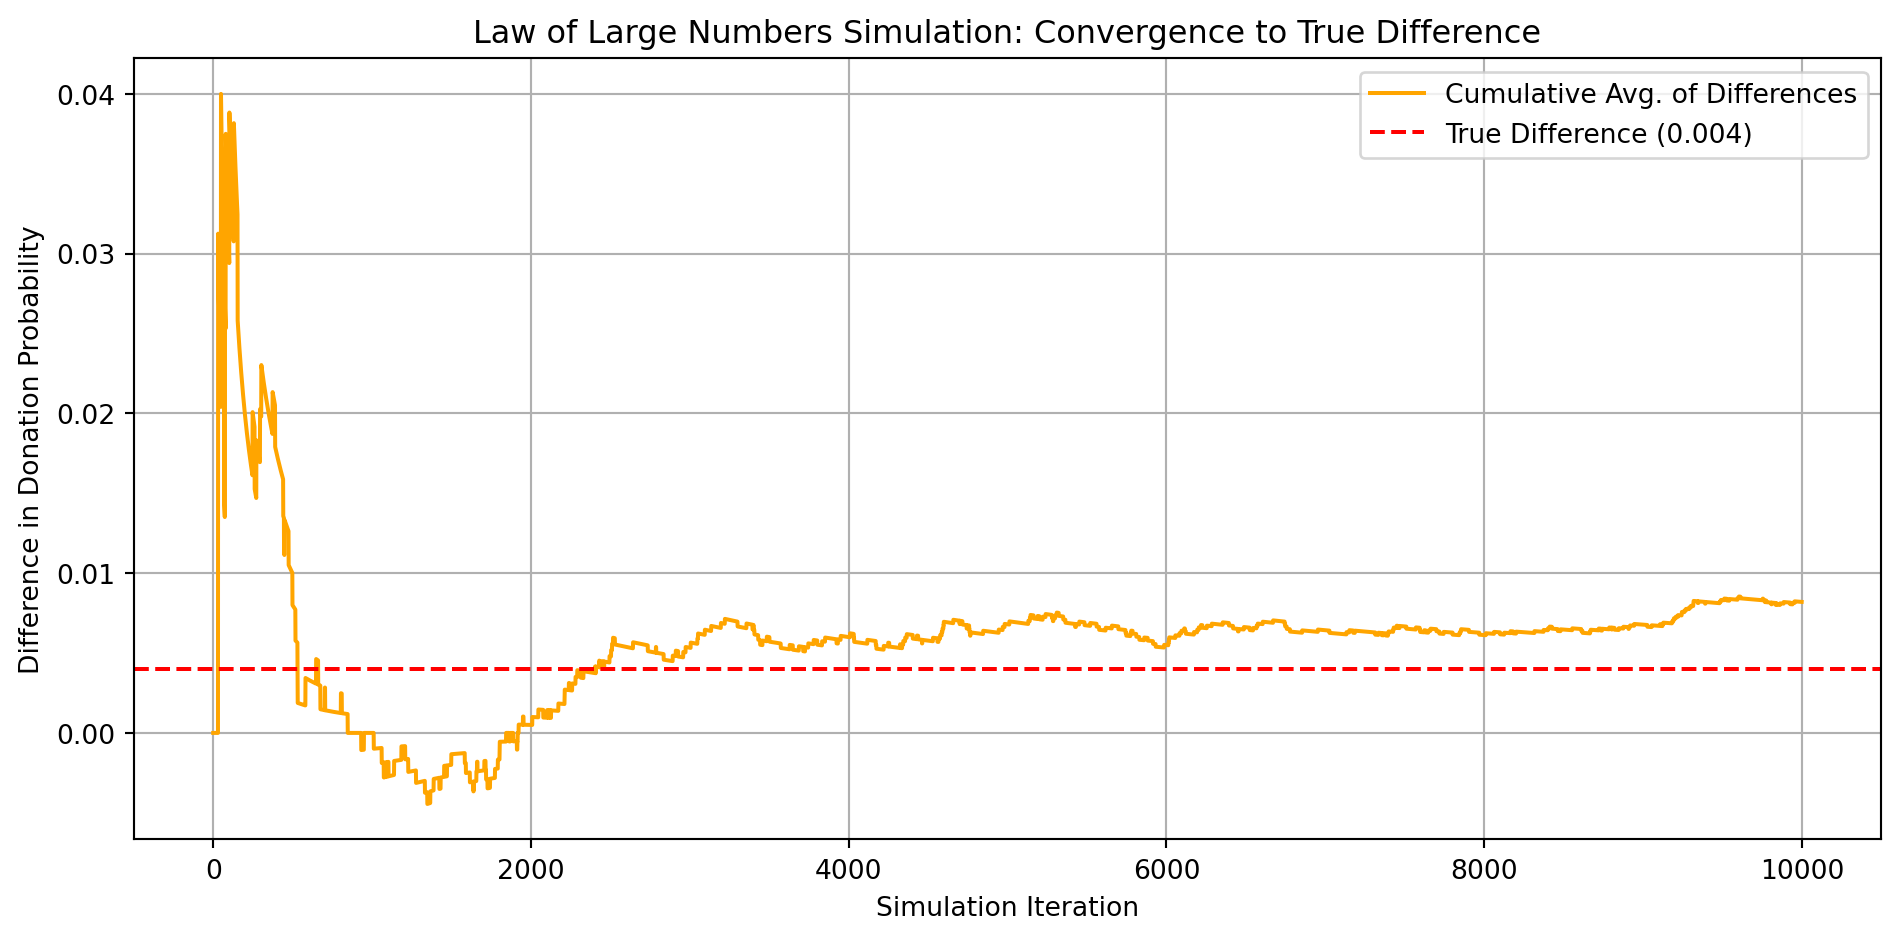 Law of Large Numbers Simulation: Convergence to True Difference
Cumulative Avg. of Differences
True Difference (0.004)
Difference in Donation Probability
0.04
0.03
0.02
0.01
0.00
0 2000 4000 6000 8000 10000
Simulation Iteration